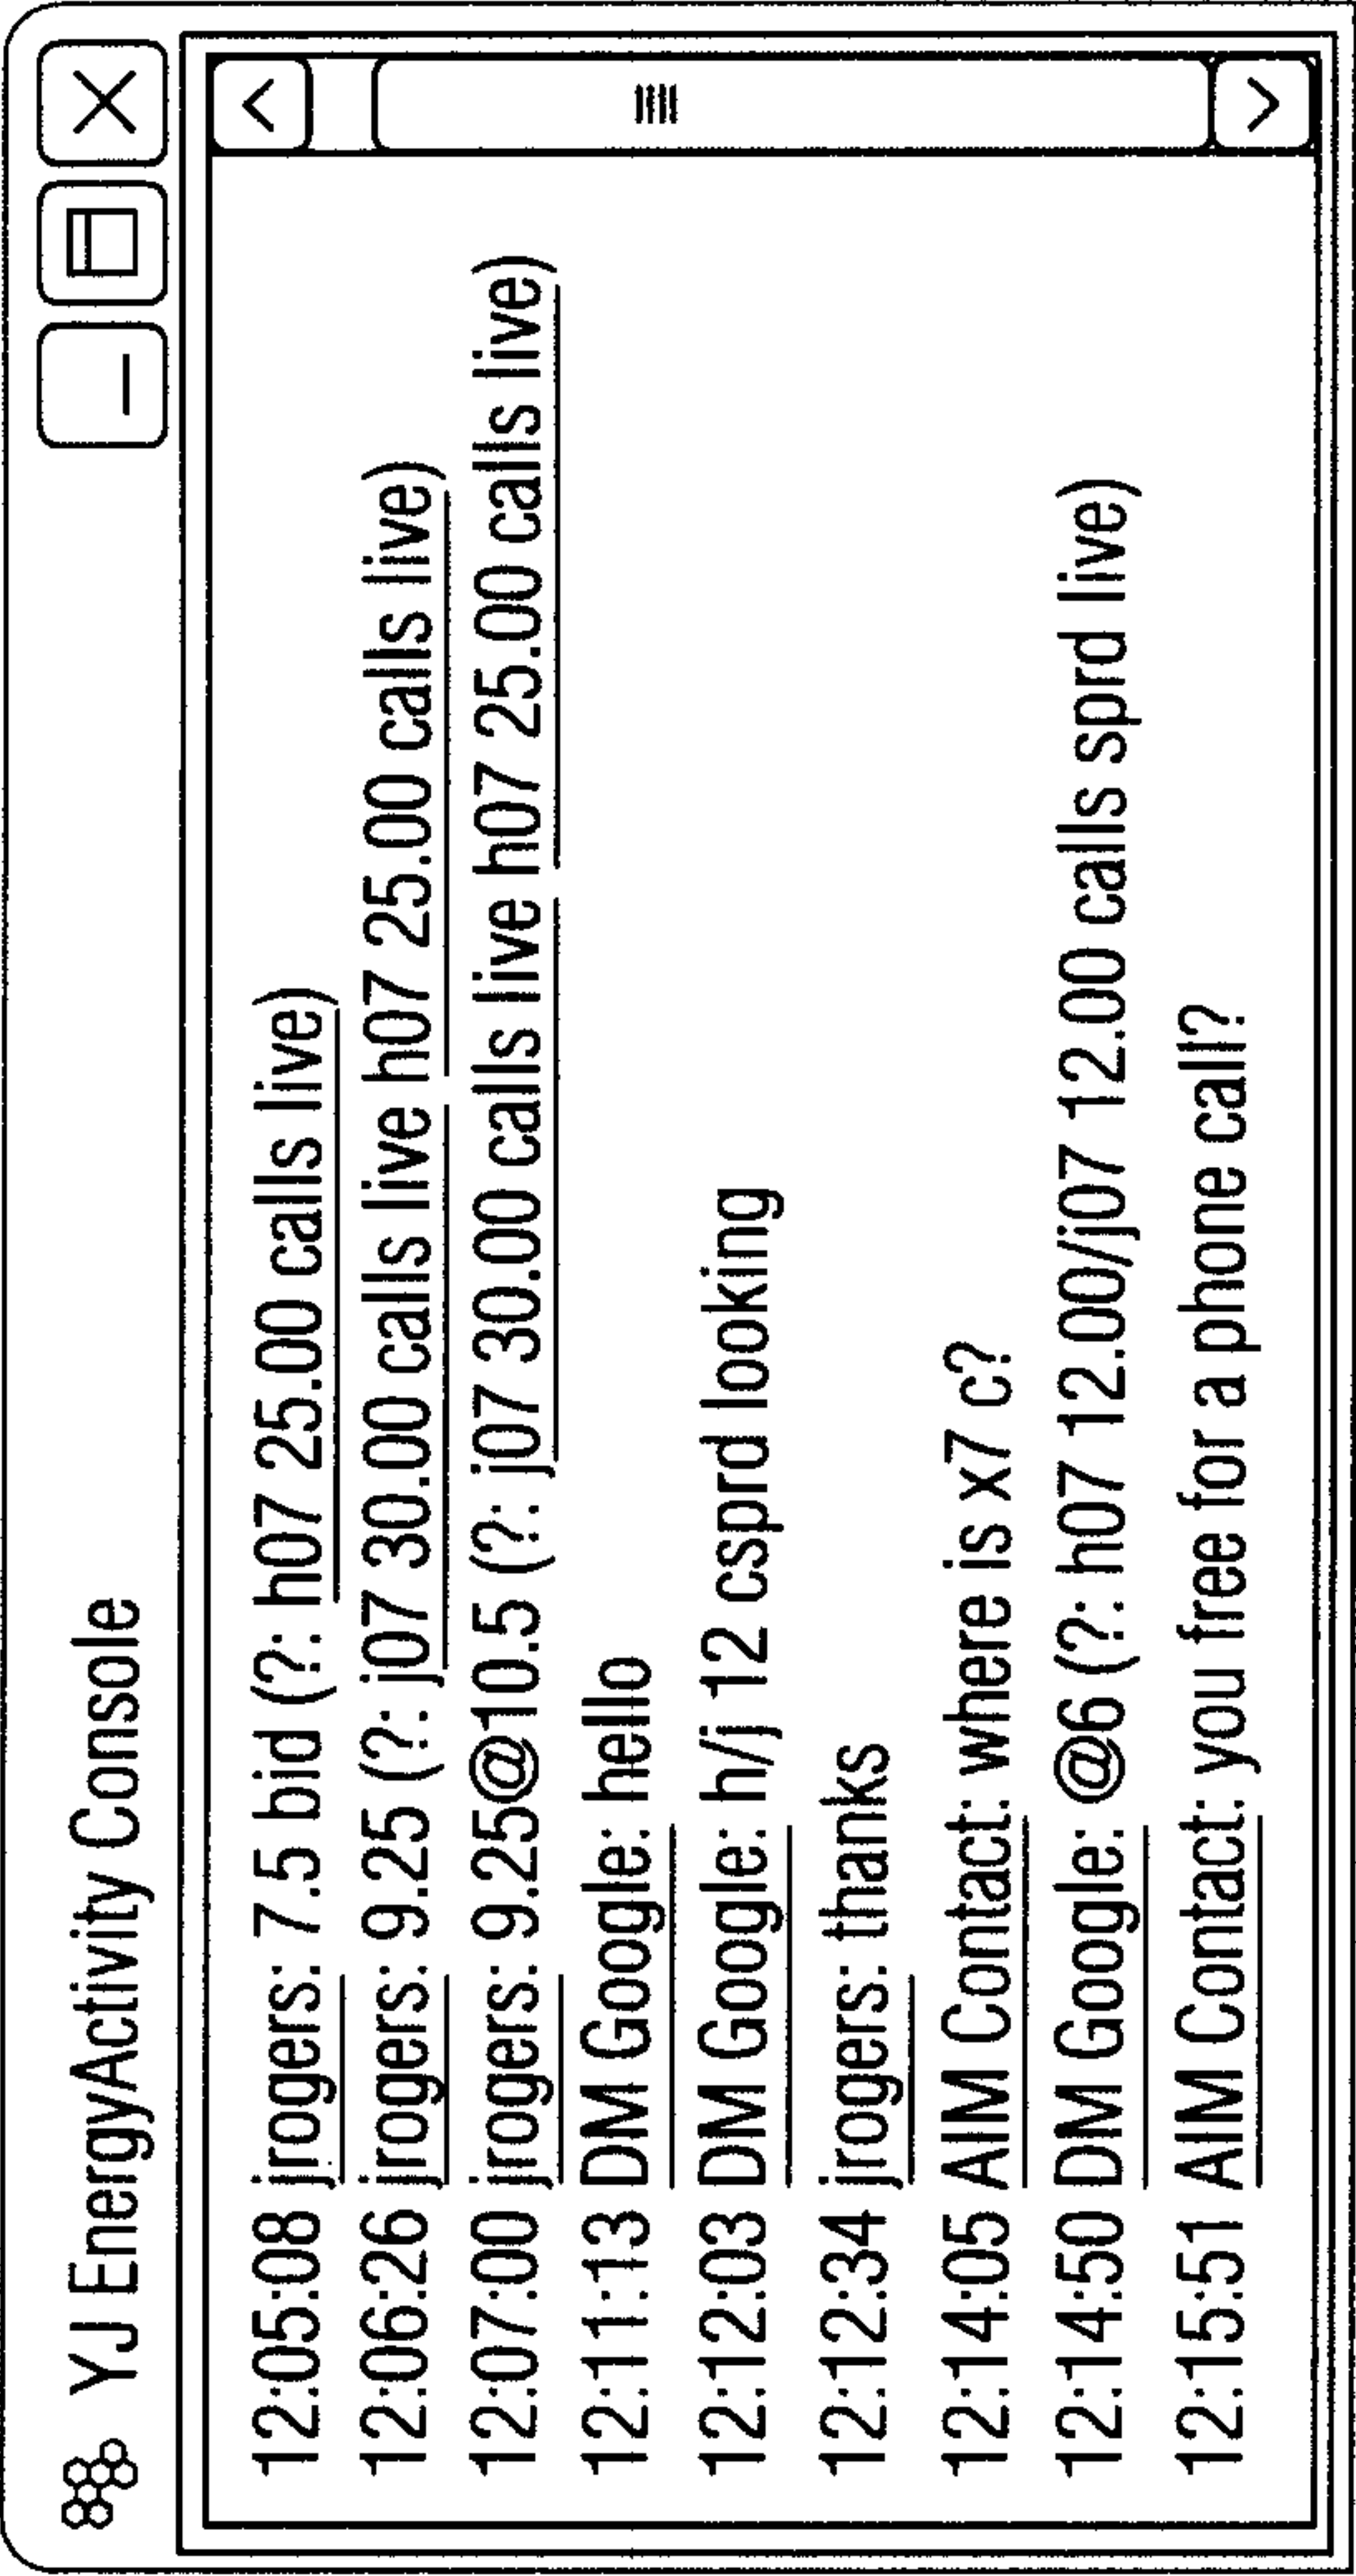 YJ EnergyActivity Console
12:05:08 jrogers: 7.5 bid (?: h07 25.00 calls live)
12:06:26 jrogers: 9.25 (?: j07 30.00 calls live h07 25.00 calls live)
12:07:00 jrogers: 9.25@10.5 (?: j07 30.00 calls live h07 25.00 calls live)
12:11:13 DM Google: hello
12:12:03 DM Google: h/j 12 csprd looking
12:12:34 jrogers: thanks
12:14:05 AIM Contact: where is x7 c?
12:14:50 DM Google: @6 (?: h07 12.00/j07 12.00 calls sprd live)
12:15:51 AIM Contact: you free for a phone call?